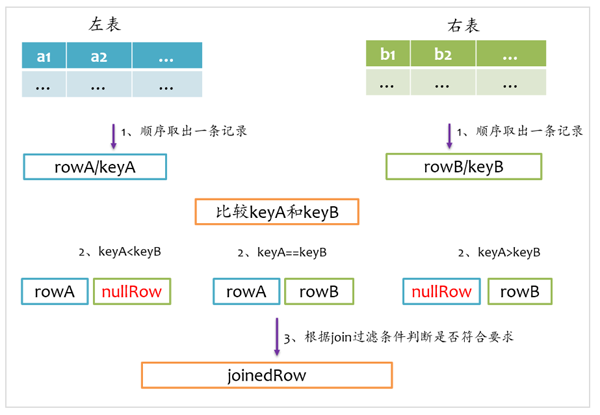 左表
右表
a1 a2 …
… … …
b1 b2 …
… … …
1、顺序取出一条记录
1、顺序取出一条记录
rowA/keyA
rowB/keyB
比较keyA和keyB
2、keyA<keyB
2、keyA==keyB
2、keyA>keyB
rowA nullRow
rowA rowB
nullRow rowB
3、根据join过滤条件判断是否符合要求
joinedRow